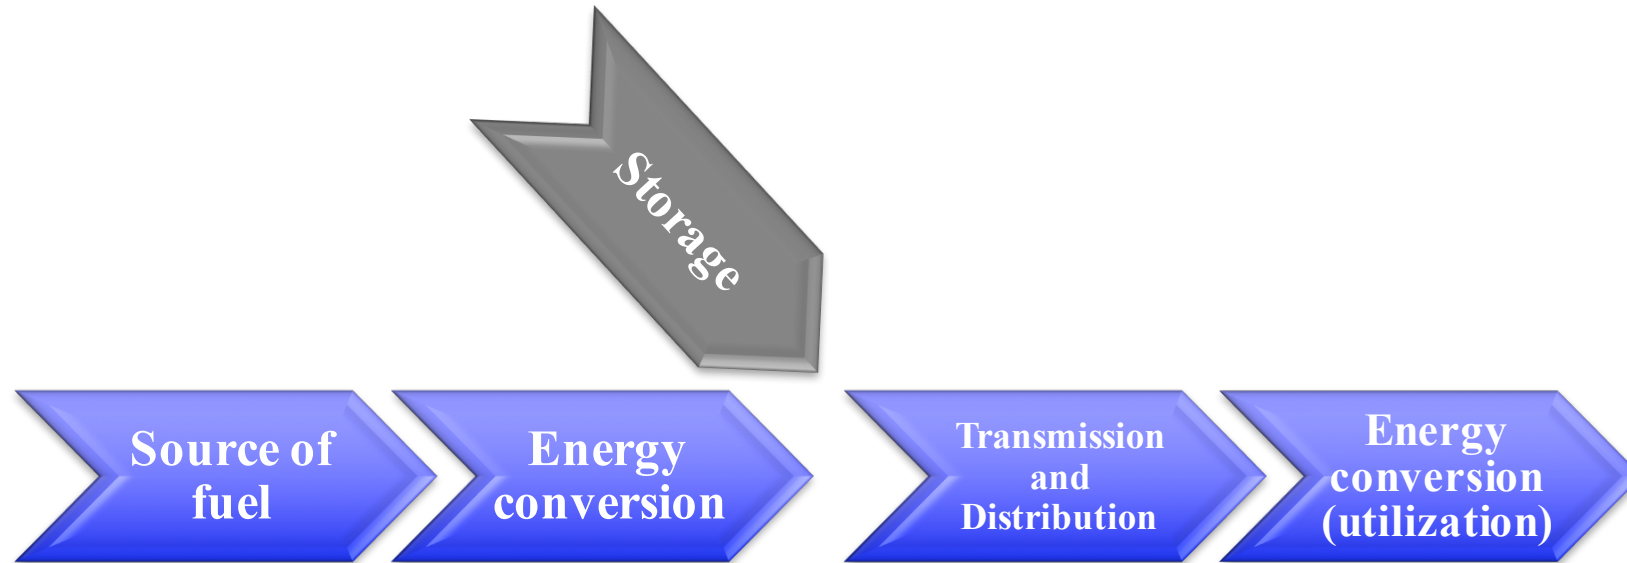 Storage
Source of
fuel
Energy
conversion
Transmission
and
Distribution
Energy
conversion
(utilization)